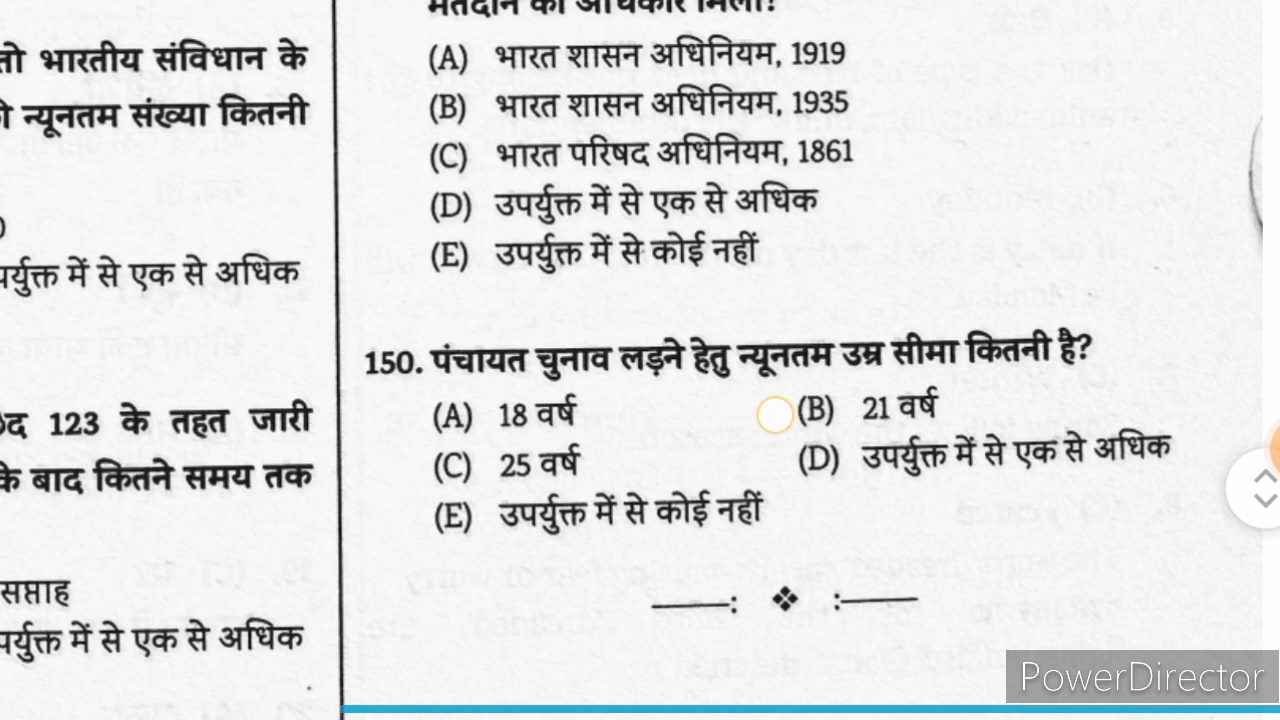 तो भारतीय संविधान के
न्यूनतम संख्या कितनी
में से एक से अधिक
123 के तहत जारी
के बाद कितने समय तक
सप्ताह
में से एक से अधिक
मतदान का अधिकार मिला?
(A) भारत शासन अधिनियम, 1919
(B) भारत शासन अधिनियम, 1935
(C) भारत परिषद अधिनियम, 1861
(D) उपर्युक्त में से एक से अधिक
(E) उपर्युक्त में से कोई नहीं
150. पंचायत चुनाव लड़ने हेतु न्यूनतम उम्र सीमा कितनी है?
(A) 18 वर्ष (B) 21 वर्ष
(C) 25 वर्ष (D) उपर्युक्त में से एक से अधिक
(E) उपर्युक्त में से कोई नहीं
PowerDirector